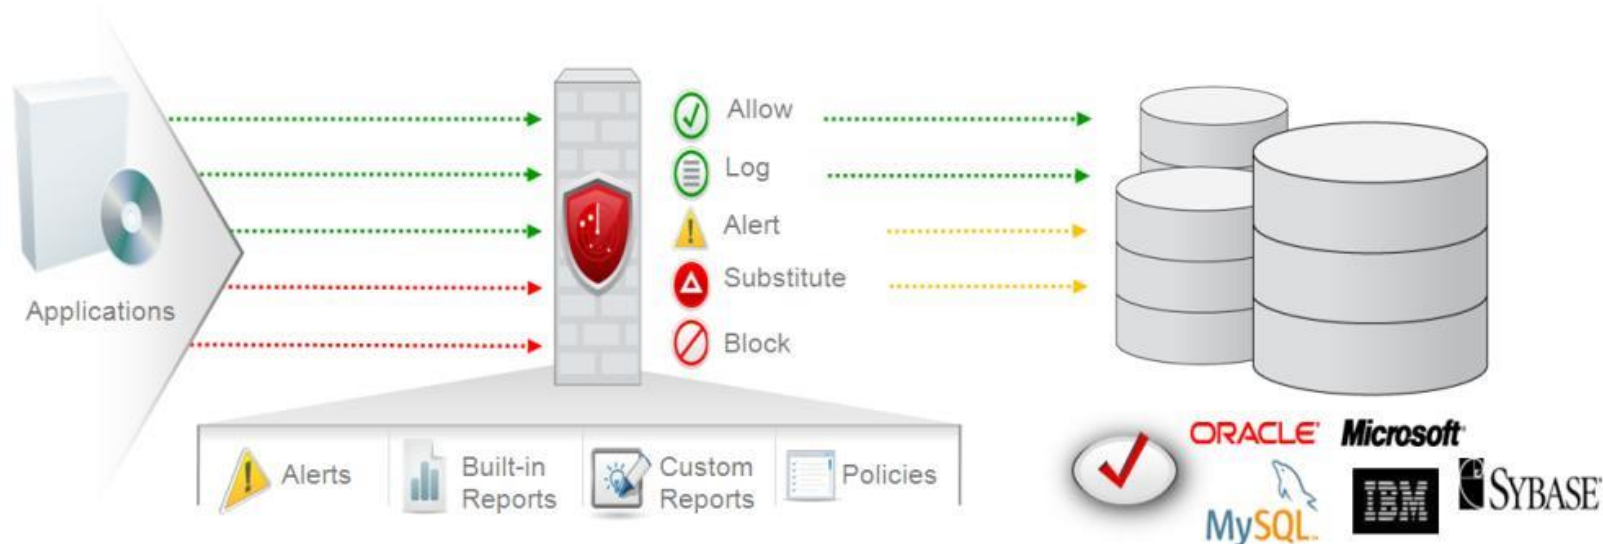 Applications
Allow
Log
Alert
Substitute
Block
Alerts
Built-in
Reports
Custom
Reports
Policies
ORACLE
Microsoft
MySQL
IBM
SYBASE